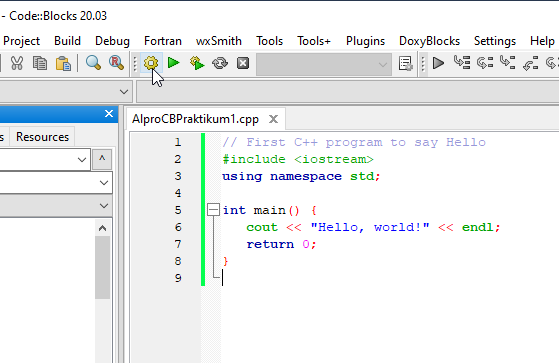 - Code::Blocks 20.03
Project Build Debug Fortran wxSmith Tools Tools+ Plugins DoxyBlocks Settings Help
AlproCBPraktikum1.cpp
s Resources
1 // First C++ program to say Hello
2 #include <iostream>
3 using namespace std;
4
5 int main() {
6 cout << "Hello, world!" << endl;
7 return 0;
8 }
9